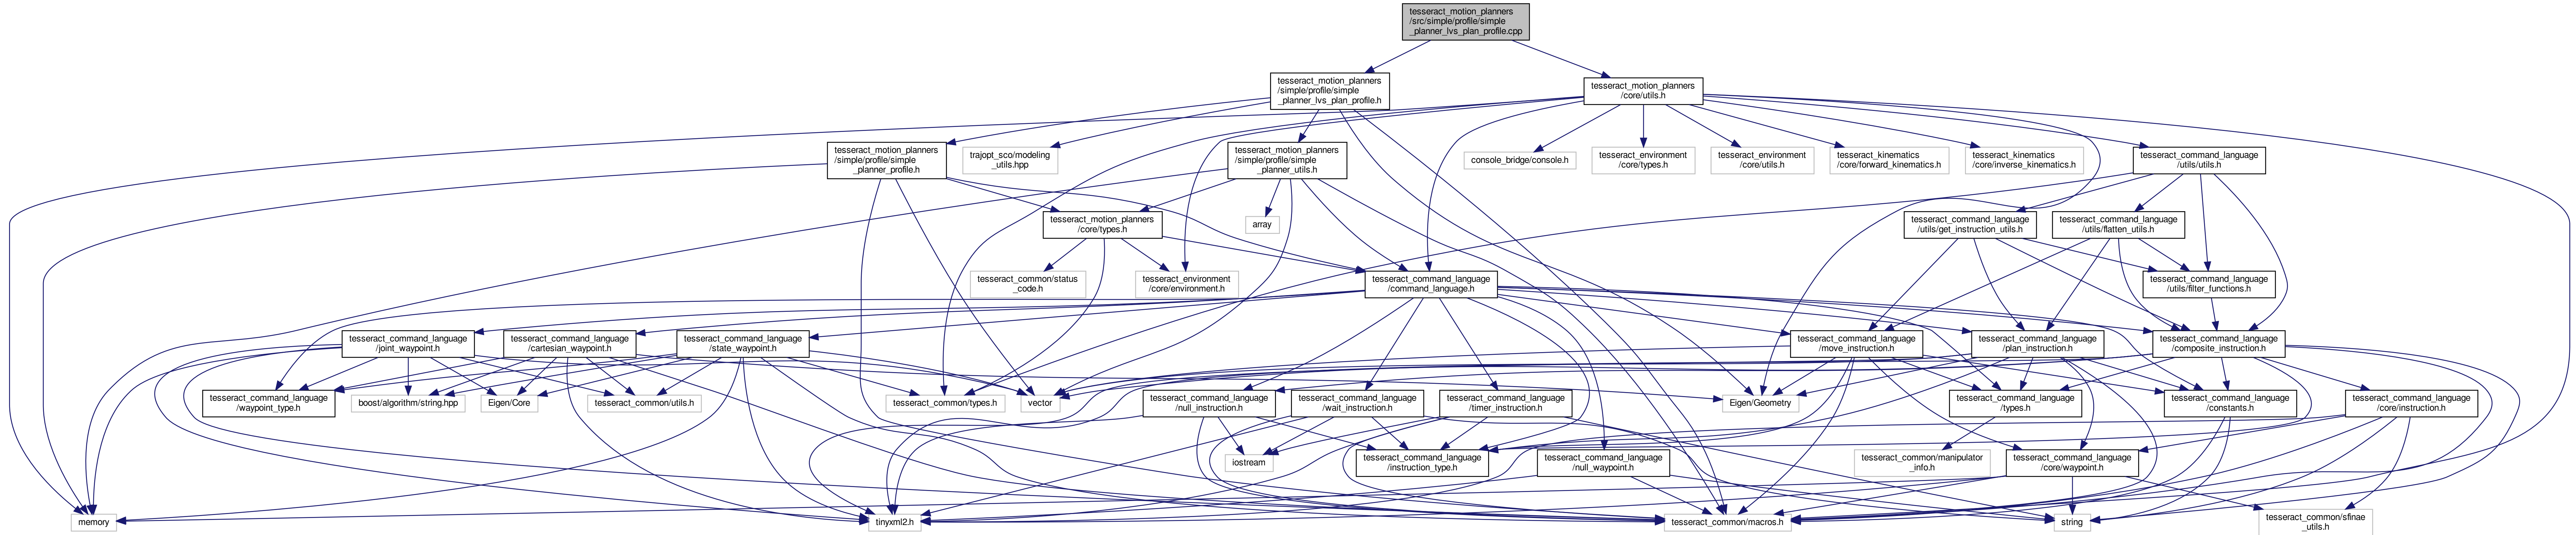 tesseract_motion_planners
/src/simple/profile/simple
_planner_lvs_plan_profile.cpp
tesseract_motion_planners
/simple/profile/simple
_planner_lvs_plan_profile.h
tesseract_motion_planners
/core/utils.h
tesseract_motion_planners
/simple/profile/simple
_planner_profile.h
trajopt_sco/modeling
_utils.hpp
tesseract_motion_planners
/simple/profile/simple
_planner_utils.h
console_bridge/console.h
tesseract_environment
/core/types.h
tesseract_environment
/core/utils.h
tesseract_kinematics
/core/forward_kinematics.h
tesseract_kinematics
/core/inverse_kinematics.h
tesseract_command_language
/utils/utils.h
tesseract_motion_planners
/core/types.h
array
tesseract_command_language
/utils/get_instruction_utils.h
tesseract_command_language
/utils/flatten_utils.h
tesseract_common/status
_code.h
tesseract_environment
/core/environment.h
tesseract_command_language
/command_language.h
tesseract_command_language
/utils/filter_functions.h
tesseract_command_language
/joint_waypoint.h
tesseract_command_language
/cartesian_waypoint.h
tesseract_command_language
/state_waypoint.h
tesseract_command_language
/move_instruction.h
tesseract_command_language
/plan_instruction.h
tesseract_command_language
/composite_instruction.h
tesseract_command_language
/waypoint_type.h
boost/algorithm/string.hpp
Eigen/Core
tesseract_common/utils.h
tesseract_common/types.h
vector
tesseract_command_language
/null_instruction.h
tesseract_command_language
/wait_instruction.h
tesseract_command_language
/timer_instruction.h
Eigen/Geometry
tesseract_command_language
/types.h
tesseract_command_language
/constants.h
tesseract_command_language
/core/instruction.h
iostream
tesseract_command_language
/instruction_type.h
tesseract_command_language
/null_waypoint.h
tesseract_common/manipulator
_info.h
tesseract_command_language
/core/waypoint.h
memory
tinyxml2.h
tesseract_common/macros.h
string
tesseract_common/sfinae
_utils.h